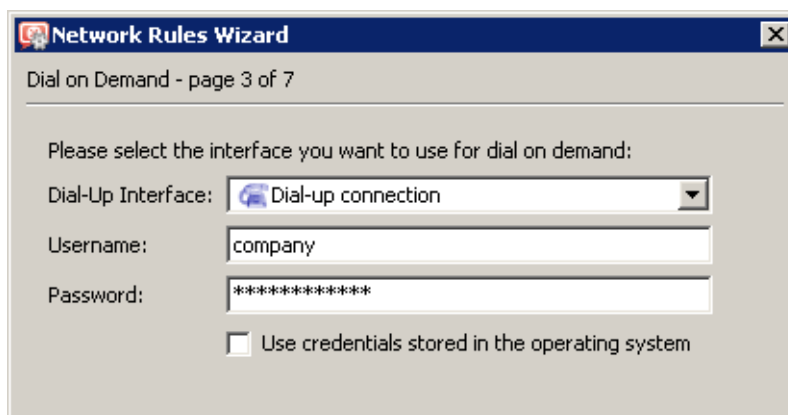 Network Rules Wizard
Dial on Demand - page 3 of 7
Please select the interface you want to use for dial on demand:
Dial-Up Interface: Dial-up connection
Username: company
Password: ************
Use credentials stored in the operating system